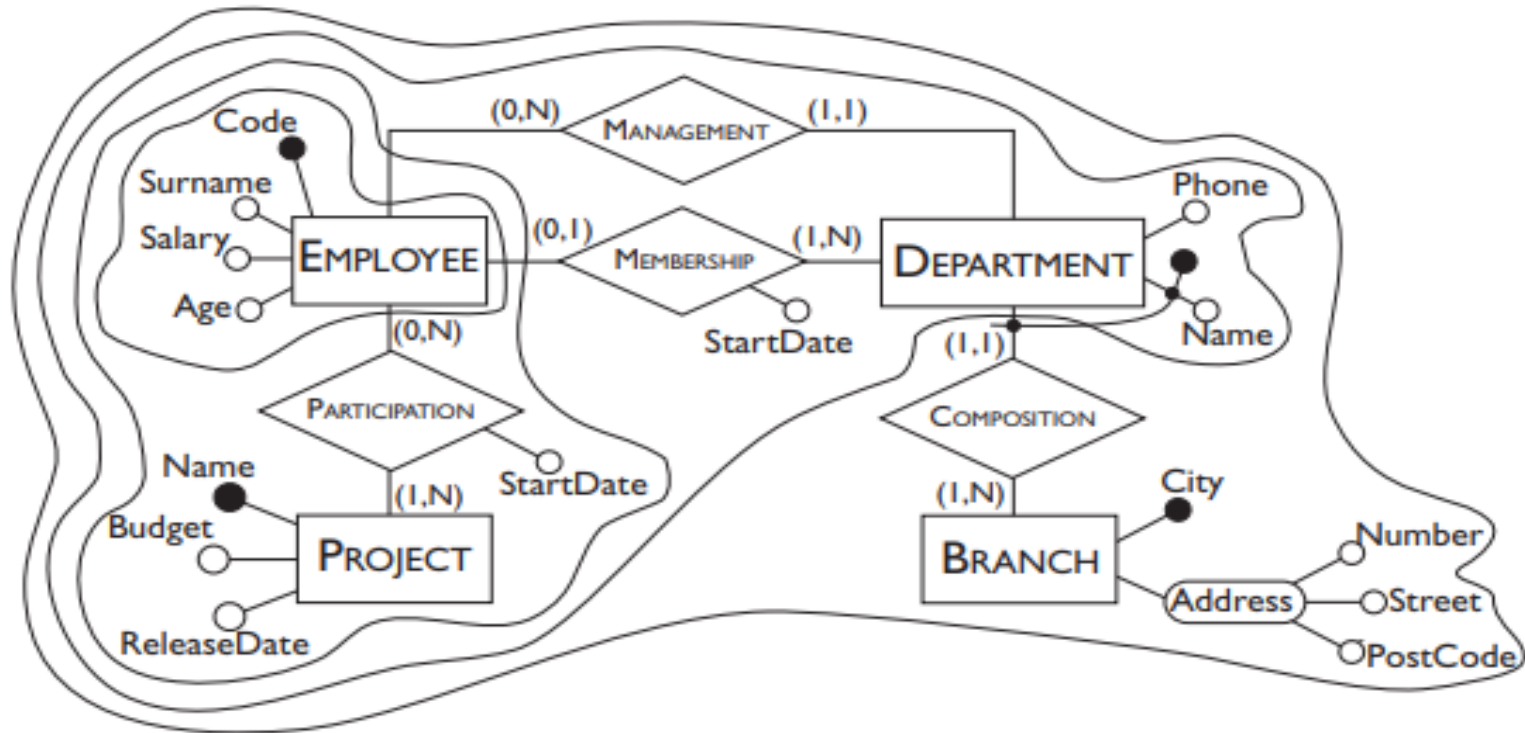 Code
(0,N)
MANAGEMENT
(1,1)
Surname
Phone
Salary
EMPLOYEE
(0,1)
MEMBERSHIP
(1,N)
DEPARTMENT
Age
StartDate
Name
(0,N)
(1,1)
PARTICIPATION
COMPOSITION
Name
StartDate
(1,N)
(1,N)
City
Budget
PROJECT
BRANCH
Number
Address
Street
ReleaseDate
PostCode